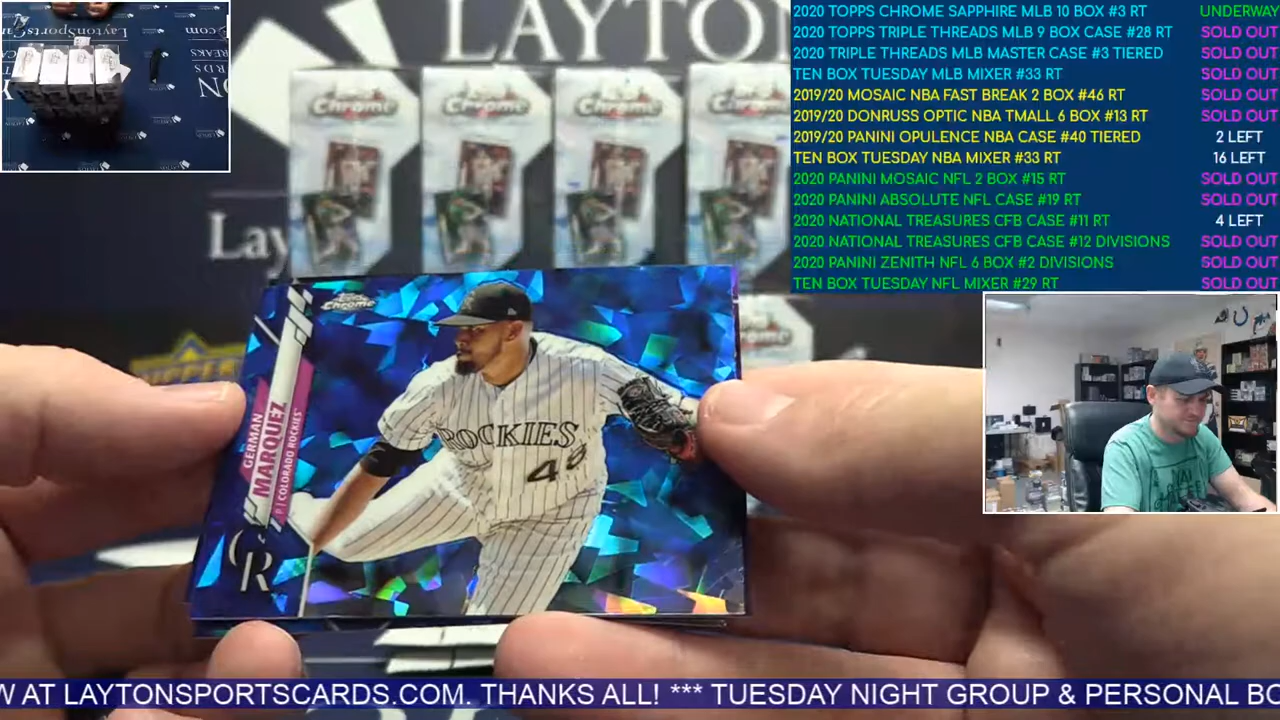 LaytonSports
LAYTON
2020 TOPPS CHROME SAPPHIRE MLB 10 BOX #3 RT UNDERWAY
2020 TOPPS TRIPLE THREADS MLB 9 BOX CASE #28 RT SOLD OUT
2020 TRIPLE THREADS MLB MASTER CASE #3 TIERED SOLD OUT
TEN BOX TUESDAY MLB MIXER #33 RT SOLD OUT
2019/20 MOSAIC NBA FAST BREAK 2 BOX #46 RT SOLD OUT
2019/20 DONRUSS OPTIC NBA TMALL 6 BOX #13 RT SOLD OUT
2019/20 PANINI OPULENCE NBA CASE #40 TIERED 2 LEFT
TEN BOX TUESDAY NBA MIXER #33 RT 16 LEFT
2020 PANINI MOSAIC NFL 2 BOX #15 RT SOLD OUT
2020 PANINI ABSOLUTE NFL CASE #19 RT SOLD OUT
2020 NATIONAL TREASURES CFB CASE #11 RT 4 LEFT
2020 NATIONAL TREASURES CFB CASE #12 DIVISIONS SOLD OUT
2020 PANINI ZENITH NFL 6 BOX #2 DIVISIONS SOLD OUT
TEN BOX TUESDAY NFL MIXER #29 RT SOLD OUT
Chrome
Chrome
Chrome
Chrome
Lay
Chrome
GERMAN
MARQUEZ
P | COLORADO ROCKIES
CR
ROCKIES
48
W AT LAYTONSPORTSCARDS.COM. THANKS ALL! *** TUESDAY NIGHT GROUP & PERSONAL BO